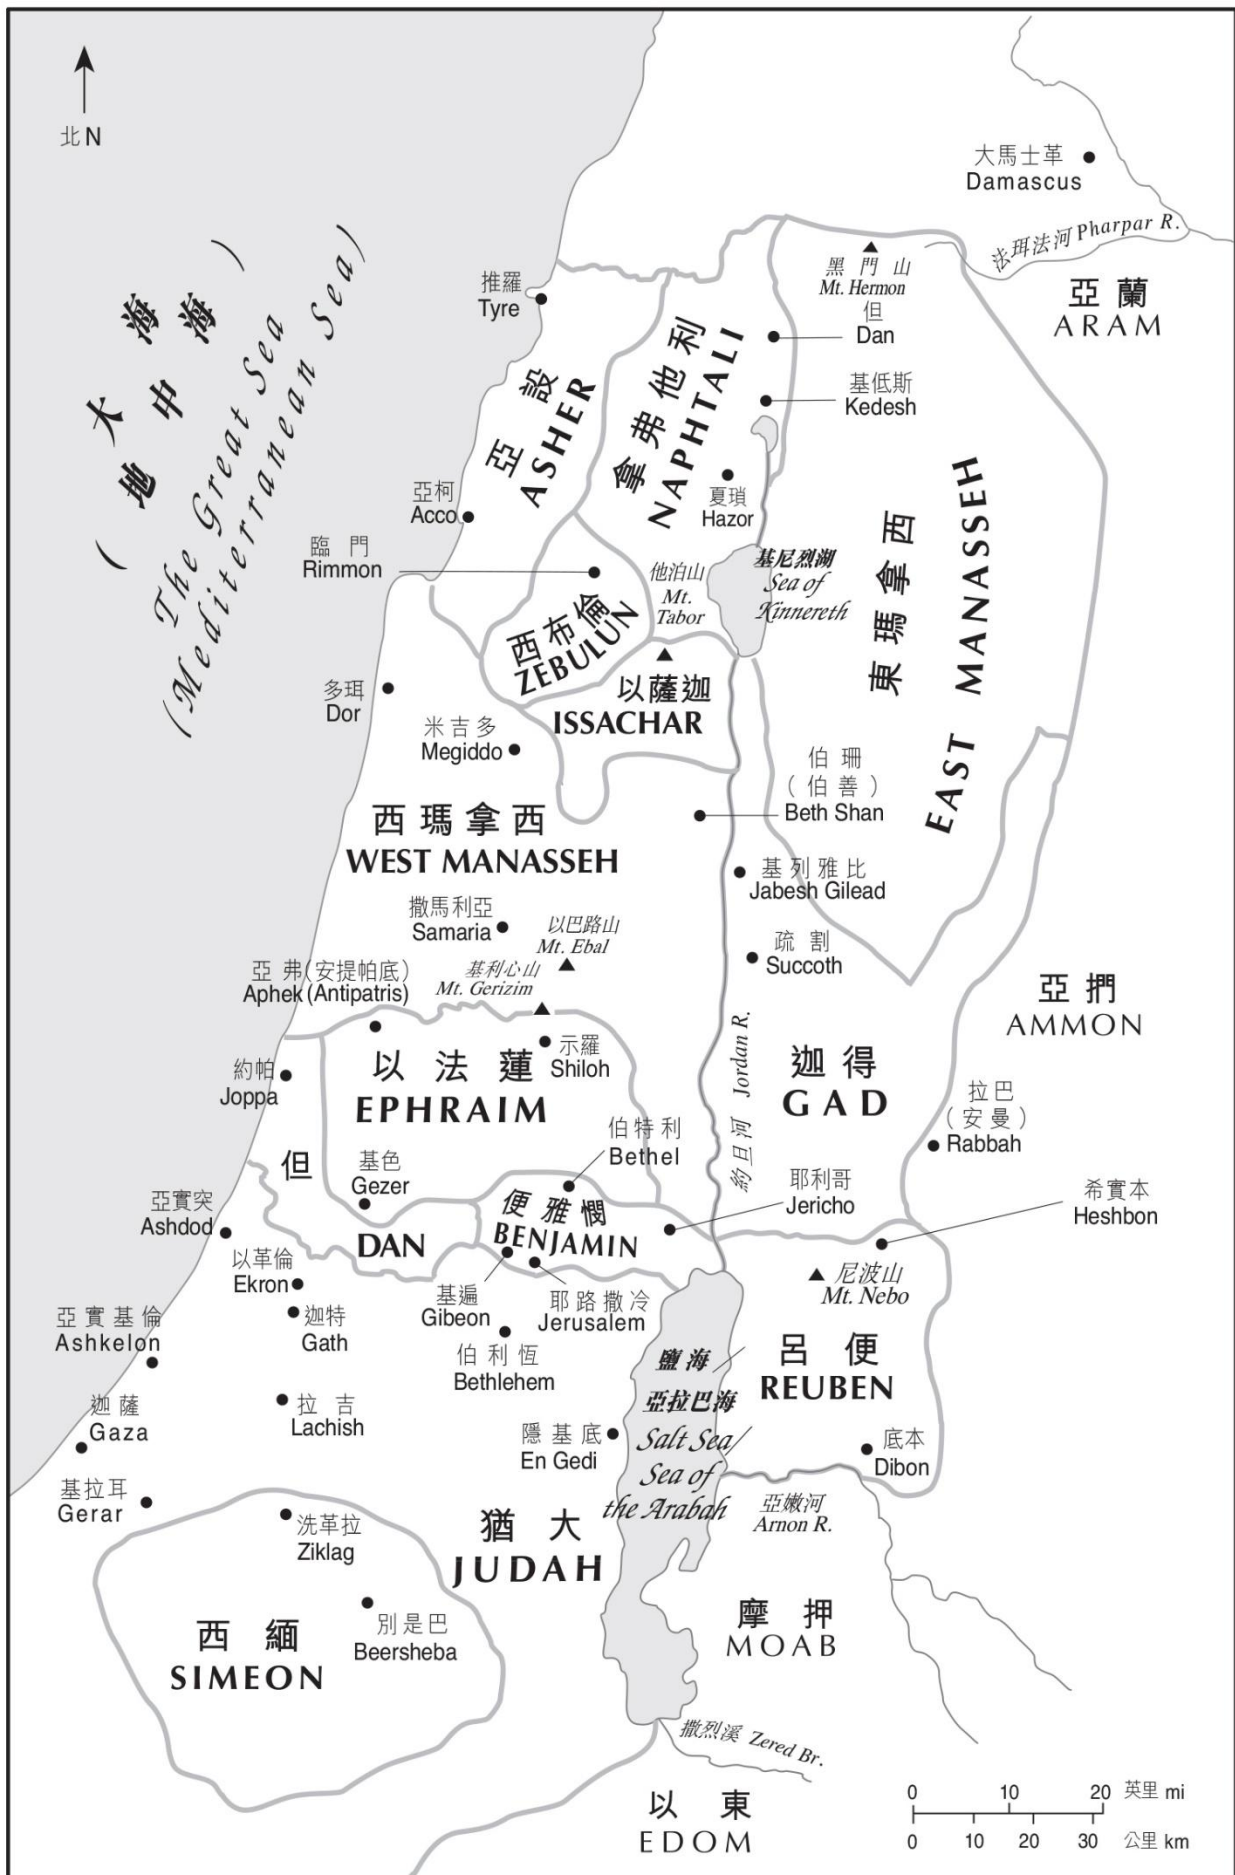 北 N
大馬士革
Damascus
法珥法河 Pharpar R.
黑門山
Mt. Hermon
亞蘭
ARAM
（大海
地中海）
The Great Sea
(Mediterranean Sea)
推羅
Tyre
但
Dan
拿弗他利
NAPHTALI
亞設
ASHER
基低斯
Kedesh
夏瑣
Hazor
亞柯
Acco
臨門
Rimmon
他泊山
Mt.
Tabor
基尼烈湖
Sea of
Kinnereth
東瑪拿西
EAST MANASSEH
西布倫
ZEBULUN
以薩迦
ISSACHAR
多珥
Dor
米吉多
Megiddo
伯珊
（伯善）
Beth Shan
西瑪拿西
WEST MANASSEH
基列雅比
Jabesh Gilead
撒馬利亞
Samaria
以巴路山
Mt. Ebal
疏割
Succoth
亞弗(安提帕底)
Aphek (Antipatris)
基利心山
Mt. Gerizim
亞捫
AMMON
以法蓮
EPHRAIM
示羅
Shiloh
約旦河 Jordan R.
迦得
GAD
約帕
Joppa
拉巴
（安曼）
Rabbah
伯特利
Bethel
但
DAN
基色
Gezer
便雅憫
BENJAMIN
耶利哥
Jericho
希實本
Heshbon
亞實突
Ashdod
以革倫
Ekron
尼波山
Mt. Nebo
基遍
Gibeon
耶路撒冷
Jerusalem
亞實基倫
Ashkelon
迦特
Gath
伯利恆
Bethlehem
鹽海/
亞拉巴海
Salt Sea/
Sea of
the Arabah
呂便
REUBEN
迦薩
Gaza
拉吉
Lachish
隱基底
En Gedi
底本
Dibon
基拉耳
Gerar
洗革拉
Ziklag
猶大
JUDAH
亞嫩河
Arnon R.
別是巴
Beersheba
西緬
SIMEON
摩押
MOAB
撒烈溪 Zered Br.
以東
EDOM
0 10 20 英里 mi
0 10 20 30 公里 km